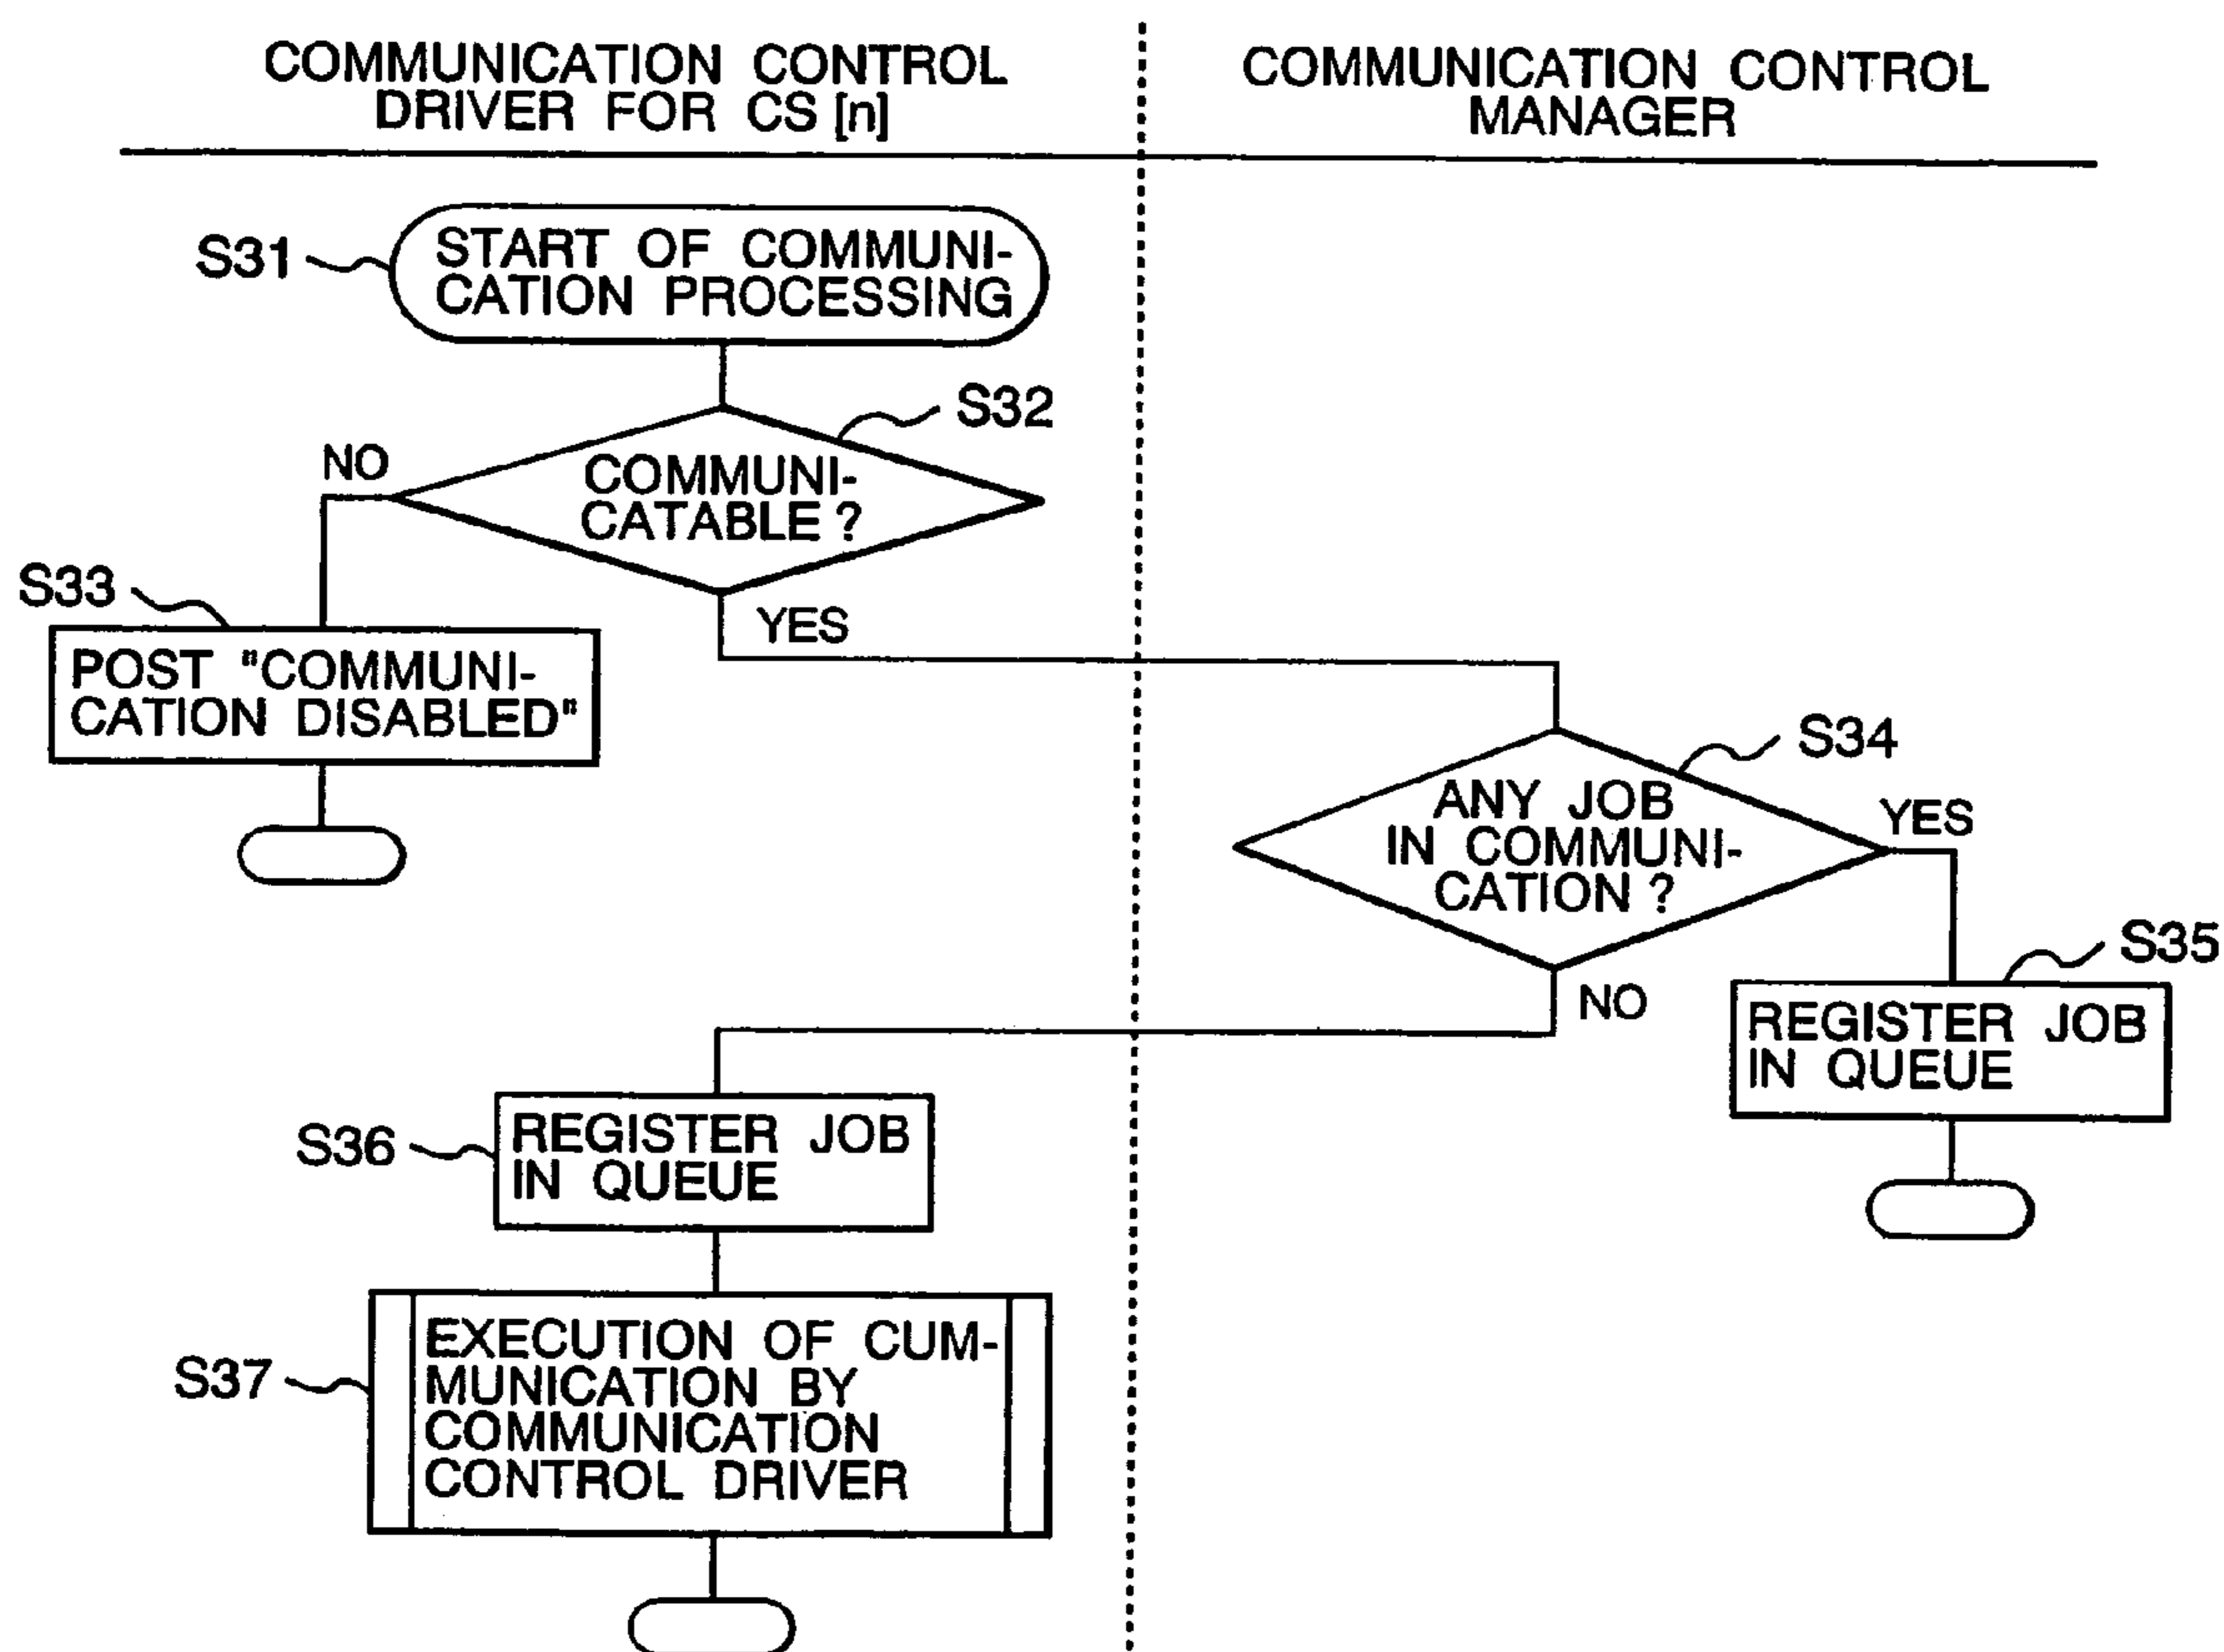 COMMUNICATION CONTROL
DRIVER FOR CS [n]
COMMUNICATION CONTROL
MANAGER
S31
START OF COMMUNI-
CATION PROCESSING
S32
NO
COMMUNI-
CATABLE ?
YES
S33
POST "COMMUNI-
CATION DISABLED"
S34
ANY JOB
IN COMMUNI-
CATION ?
YES
S35
NO
REGISTER JOB
IN QUEUE
S36
REGISTER JOB
IN QUEUE
S37
EXECUTION OF CUM-
MUNICATION BY
COMMUNICATION
CONTROL DRIVER